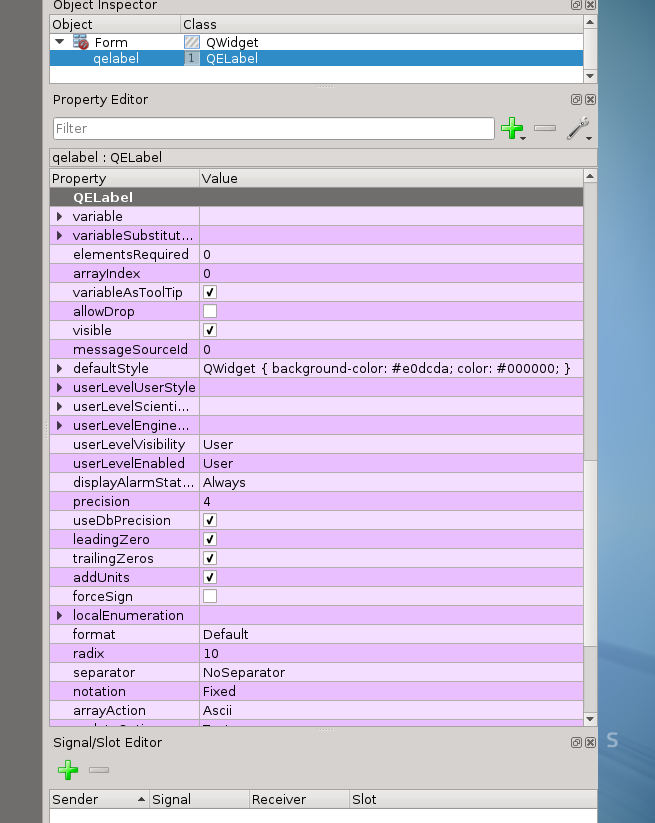 Object Inspector
Object Class
Form QWidget
qelabel 1 QELabel
Property Editor
Filter
qelabel : QELabel
Property Value
QELabel
variable
variableSubstitut...
elementsRequired 0
arrayIndex 0
variableAsToolTip
allowDrop
visible
messageSourceId 0
defaultStyle QWidget { background-color: #e0dcda; color: #000000; }
userLevelUserStyle
userLevelScienti...
userLevelEngine...
userLevelVisibility User
userLevelEnabled User
displayAlarmStat... Always
precision 4
useDbPrecision
leadingZero
trailingZeros
addUnits
forceSign
localEnumeration
format Default
radix 10
separator NoSeparator
notation Fixed
arrayAction Ascii
Signal/Slot Editor
S
Sender Signal Receiver Slot